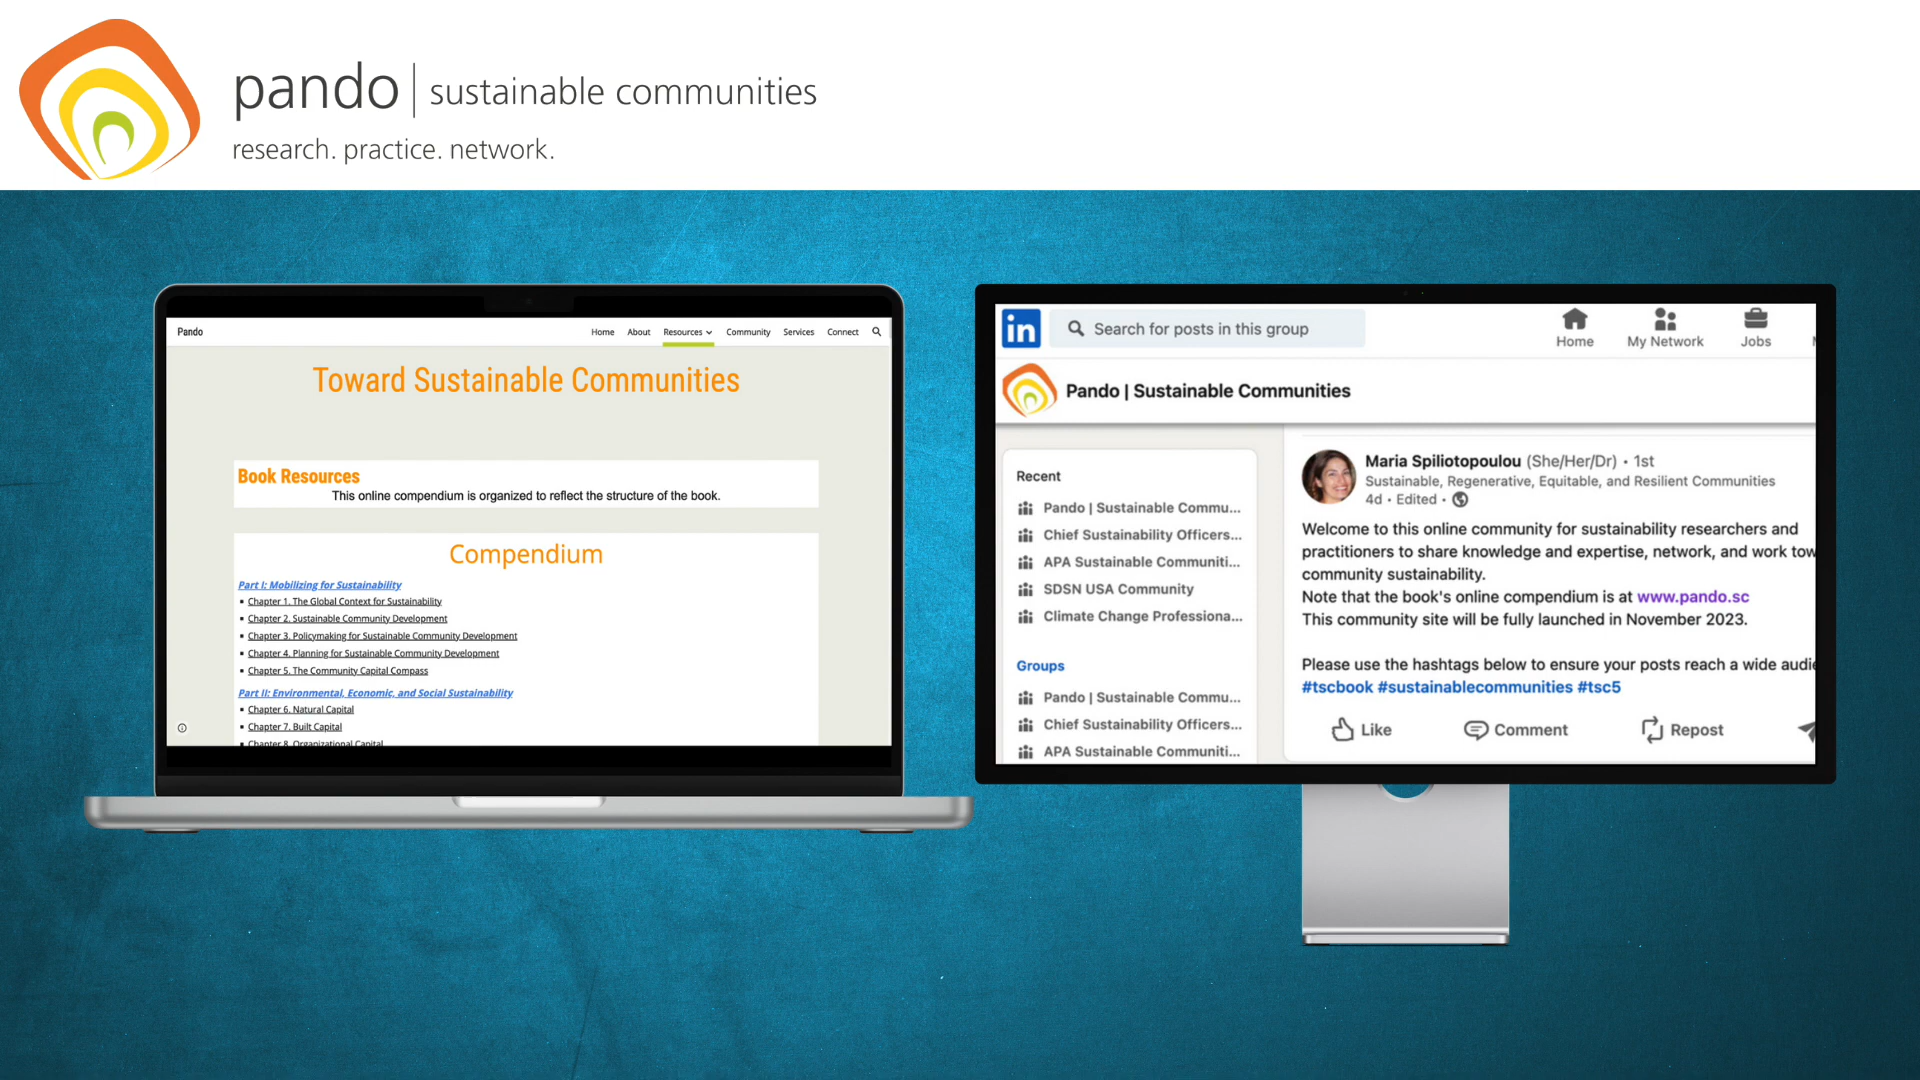 pando | sustainable communities
research. practice. network.
Pando
Home About Resources Community Services Connect
Toward Sustainable Communities
Book Resources
This online compendium is organized to reflect the structure of the book.
Compendium
Part I: Mobilizing for Sustainability
▪ Chapter 1. The Global Context for Sustainability
▪ Chapter 2. Sustainable Community Development
▪ Chapter 3. Policymaking for Sustainable Community Development
▪ Chapter 4. Planning for Sustainable Community Development
▪ Chapter 5. The Community Capital Compass
Part II: Environmental, Economic, and Social Sustainability
▪ Chapter 6. Natural Capital
▪ Chapter 7. Built Capital
▪ Chapter 8. Organizational Capital
in
Search for posts in this group
Home My Network Jobs
Pando | Sustainable Communities
Recent
Pando | Sustainable Commu...
Chief Sustainability Officers...
APA Sustainable Communiti...
SDSN USA Community
Climate Change Professiona...
Groups
Pando | Sustainable Commu...
Chief Sustainability Officers...
APA Sustainable Communiti...
Maria Spiliotopoulou (She/Her/Dr) • 1st
Sustainable, Regenerative, Equitable, and Resilient Communities
4d • Edited •
Welcome to this online community for sustainability researchers and
practitioners to share knowledge and expertise, network, and work tow
community sustainability.
Note that the book's online compendium is at www.pando.sc
This community site will be fully launched in November 2023.
Please use the hashtags below to ensure your posts reach a wide audie
#tscbook #sustainablecommunities #tsc5
Like Comment Repost